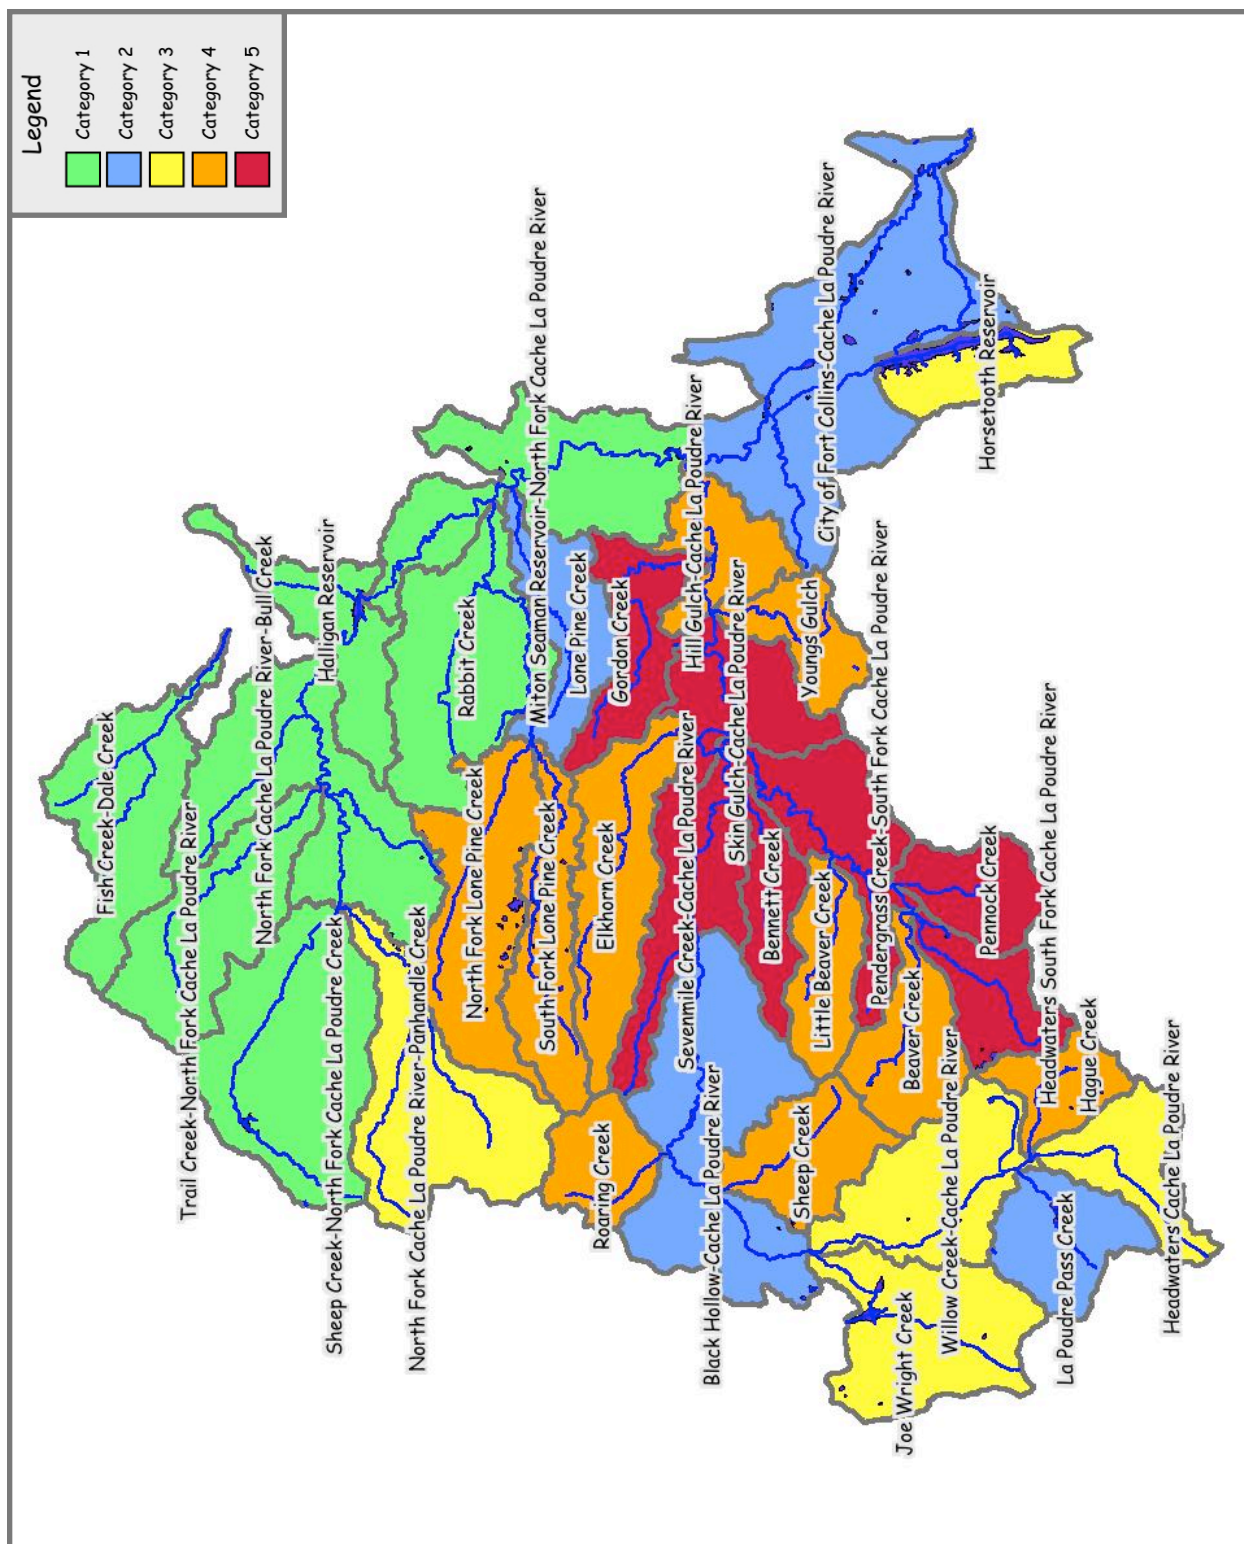 Legend
Category 1
Category 2
Category 3
Category 4
Category 5
Fish Creek-Dale Creek
Trail Creek-North Fork Cache La Poudre River
North Fork Cache La Poudre River-Bull Creek
Halligan Reservoir
Sheep Creek-North Fork Cache La Poudre Creek
North Fork Cache La Poudre River-Panhandle Creek
Rabbit Creek
North Fork Lone Pine Creek
Miton Seaman Reservoir-North Fork Cache La Poudre River
South Fork Lone Pine Creek
Lone Pine Creek
Roaring Creek
Elkhorn Creek
Gordon Creek
Sevenmile Creek-Cache La Poudre River
Hill Gulch-Cache La Poudre River
Black Hollow-Cache La Poudre River
Skin Gulch-Cache La Poudre River
Bennett Creek
Sheep Creek
Little Beaver Creek
Youngs Gulch
City of Fort Collins-Cache La Poudre River
Pendergrass Creek-South Fork Cache La Poudre River
Joe Wright Creek
Beaver Creek
Willow Creek-Cache La Poudre River
Pennock Creek
Horsetooth Reservoir
Headwaters South Fork Cache La Poudre River
La Poudre Pass Creek
Hague Creek
Headwaters Cache La Poudre River